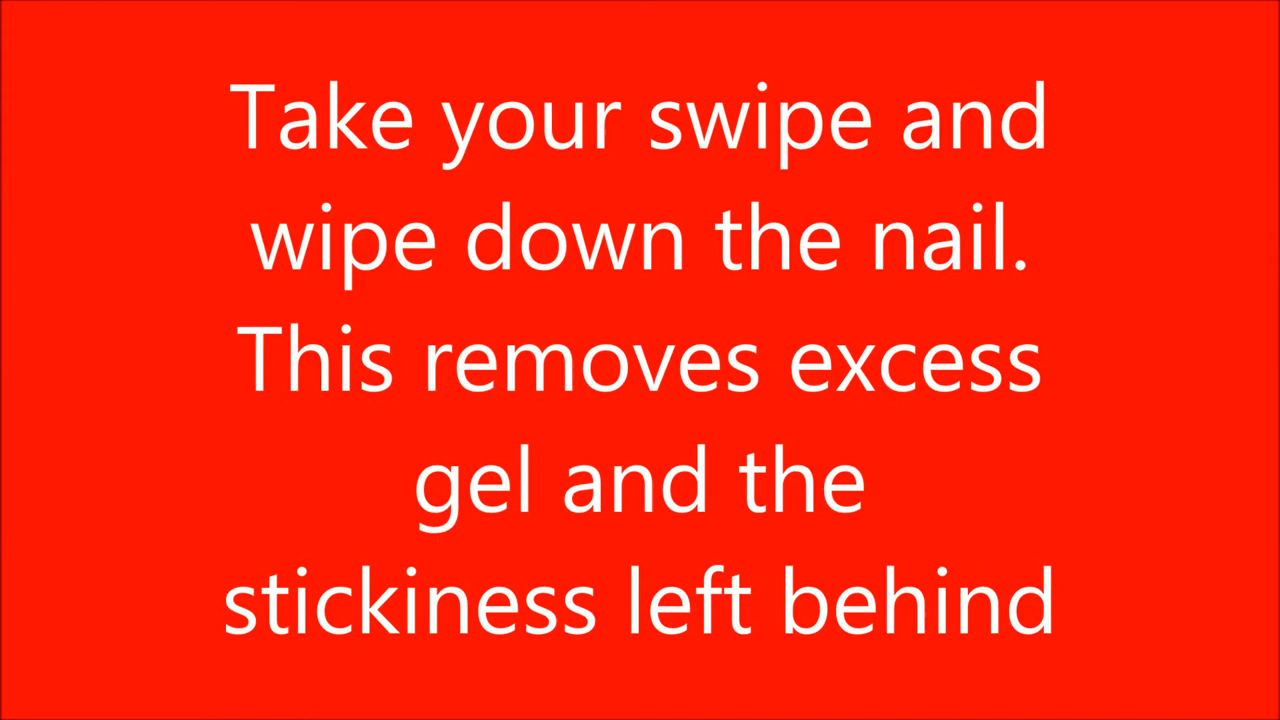 Take your swipe and
wipe down the nail.
This removes excess
gel and the
stickiness left behind